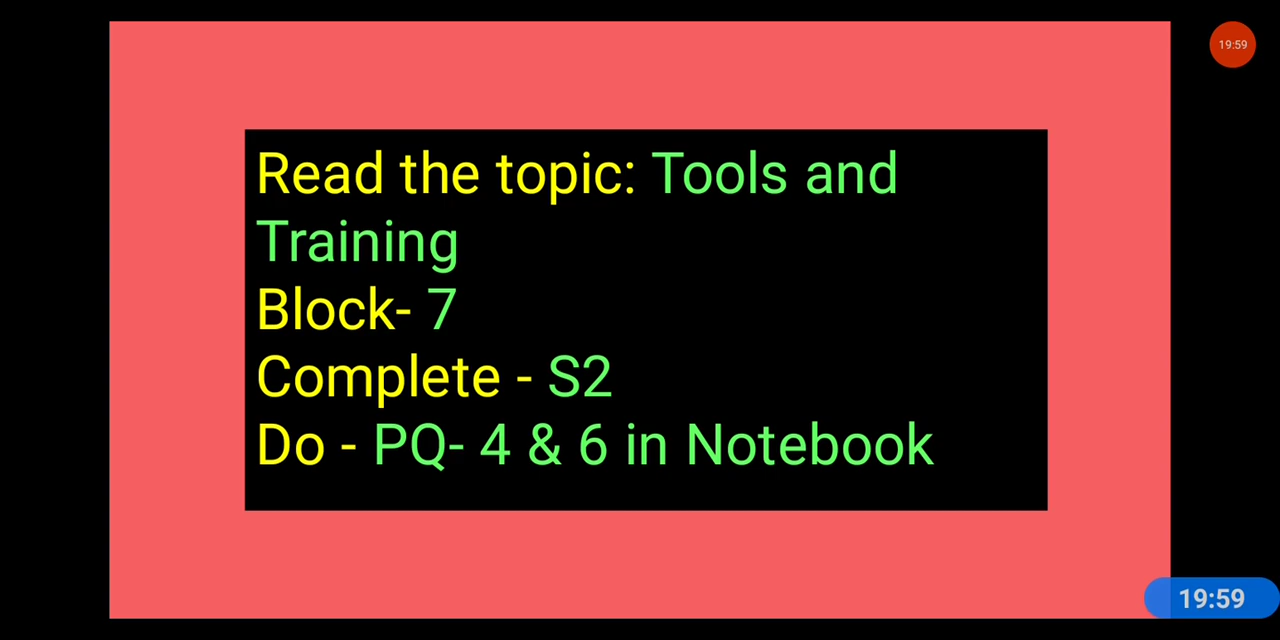 19:59
Read the topic: Tools and
Training
Block- 7
Complete - S2
Do - PQ- 4 & 6 in Notebook
19:59